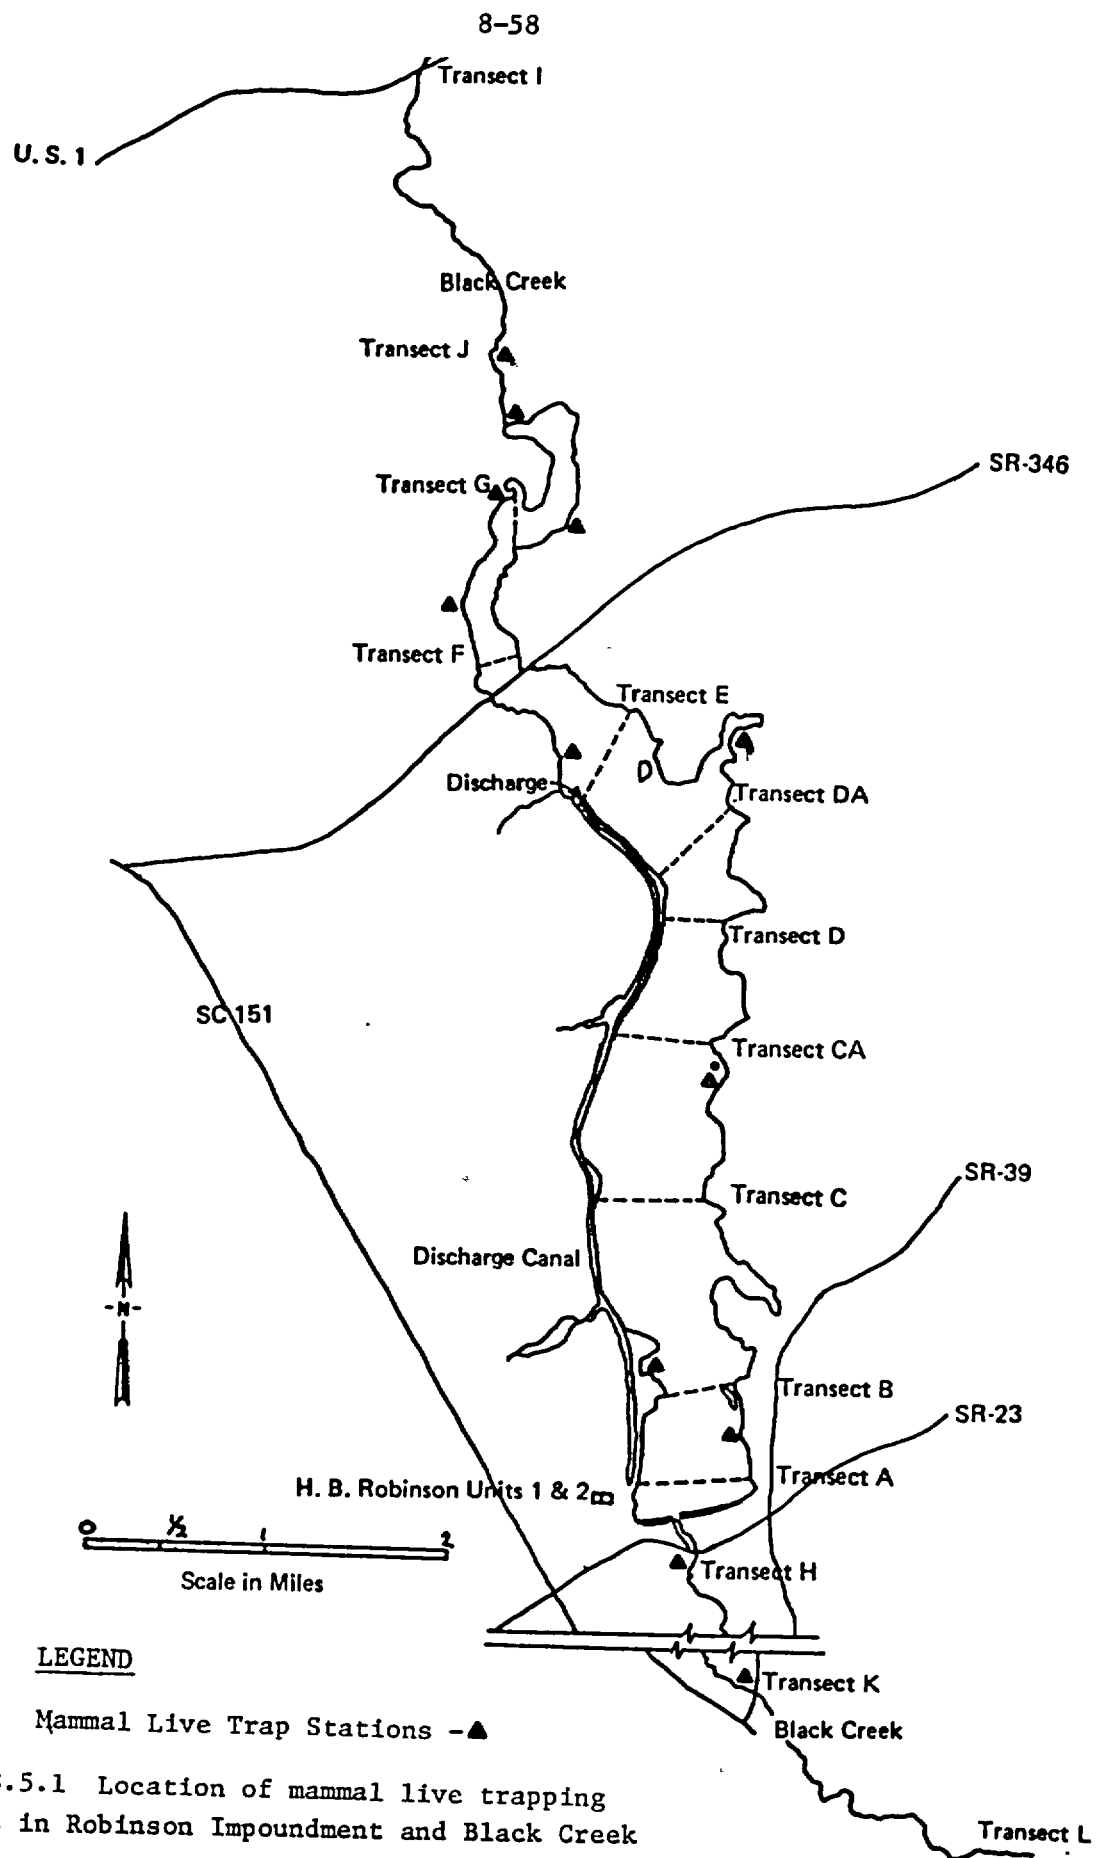 8-58
Transect I
U. S. 1
Black Creek
Transect J
SR-346
Transect G
Transect F
Transect E
D
Discharge
Transect DA
Transect D
SC 151
Transect CA
SR-39
Transect C
Discharge Canal
-N-
Transect B
SR-23
Transect A
H. B. Robinson Units 1 & 2
0 1/2 1 2
Scale in Miles
Transect H
LEGEND
Transect K
Mammal Live Trap Stations -▲
Black Creek
.5.1 Location of mammal live trapping
in Robinson Impoundment and Black Creek
Transect L